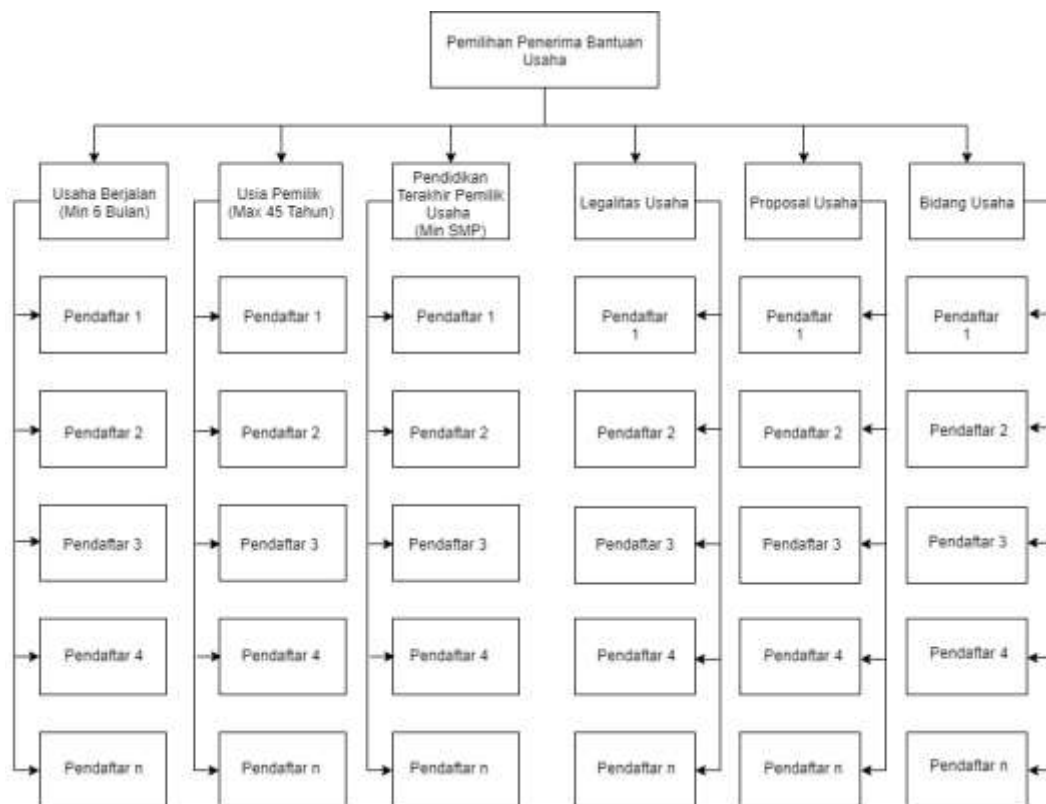 Pemilihan Penerima Bantuan
Usaha
Usaha Berjalan
(Min 6 Bulan)
Usia Pemilik
(Max 45 Tahun)
Pendidikan
Terakhir Pemilik
Usaha
(Min SMP)
Legalitas Usaha
Proposal Usaha
Bidang Usaha
Pendaftar 1
Pendaftar 1
Pendaftar 1
Pendaftar
1
Pendaftar
1
Pendaftar
1
Pendaftar 2
Pendaftar 2
Pendaftar 2
Pendaftar 2
Pendaftar 2
Pendaftar 2
Pendaftar 3
Pendaftar 3
Pendaftar 3
Pendaftar 3
Pendaftar 3
Pendaftar 3
Pendaftar 4
Pendaftar 4
Pendaftar 4
Pendaftar 4
Pendaftar 4
Pendaftar 4
Pendaftar n
Pendaftar n
Pendaftar n
Pendaftar n
Pendaftar n
Pendaftar n